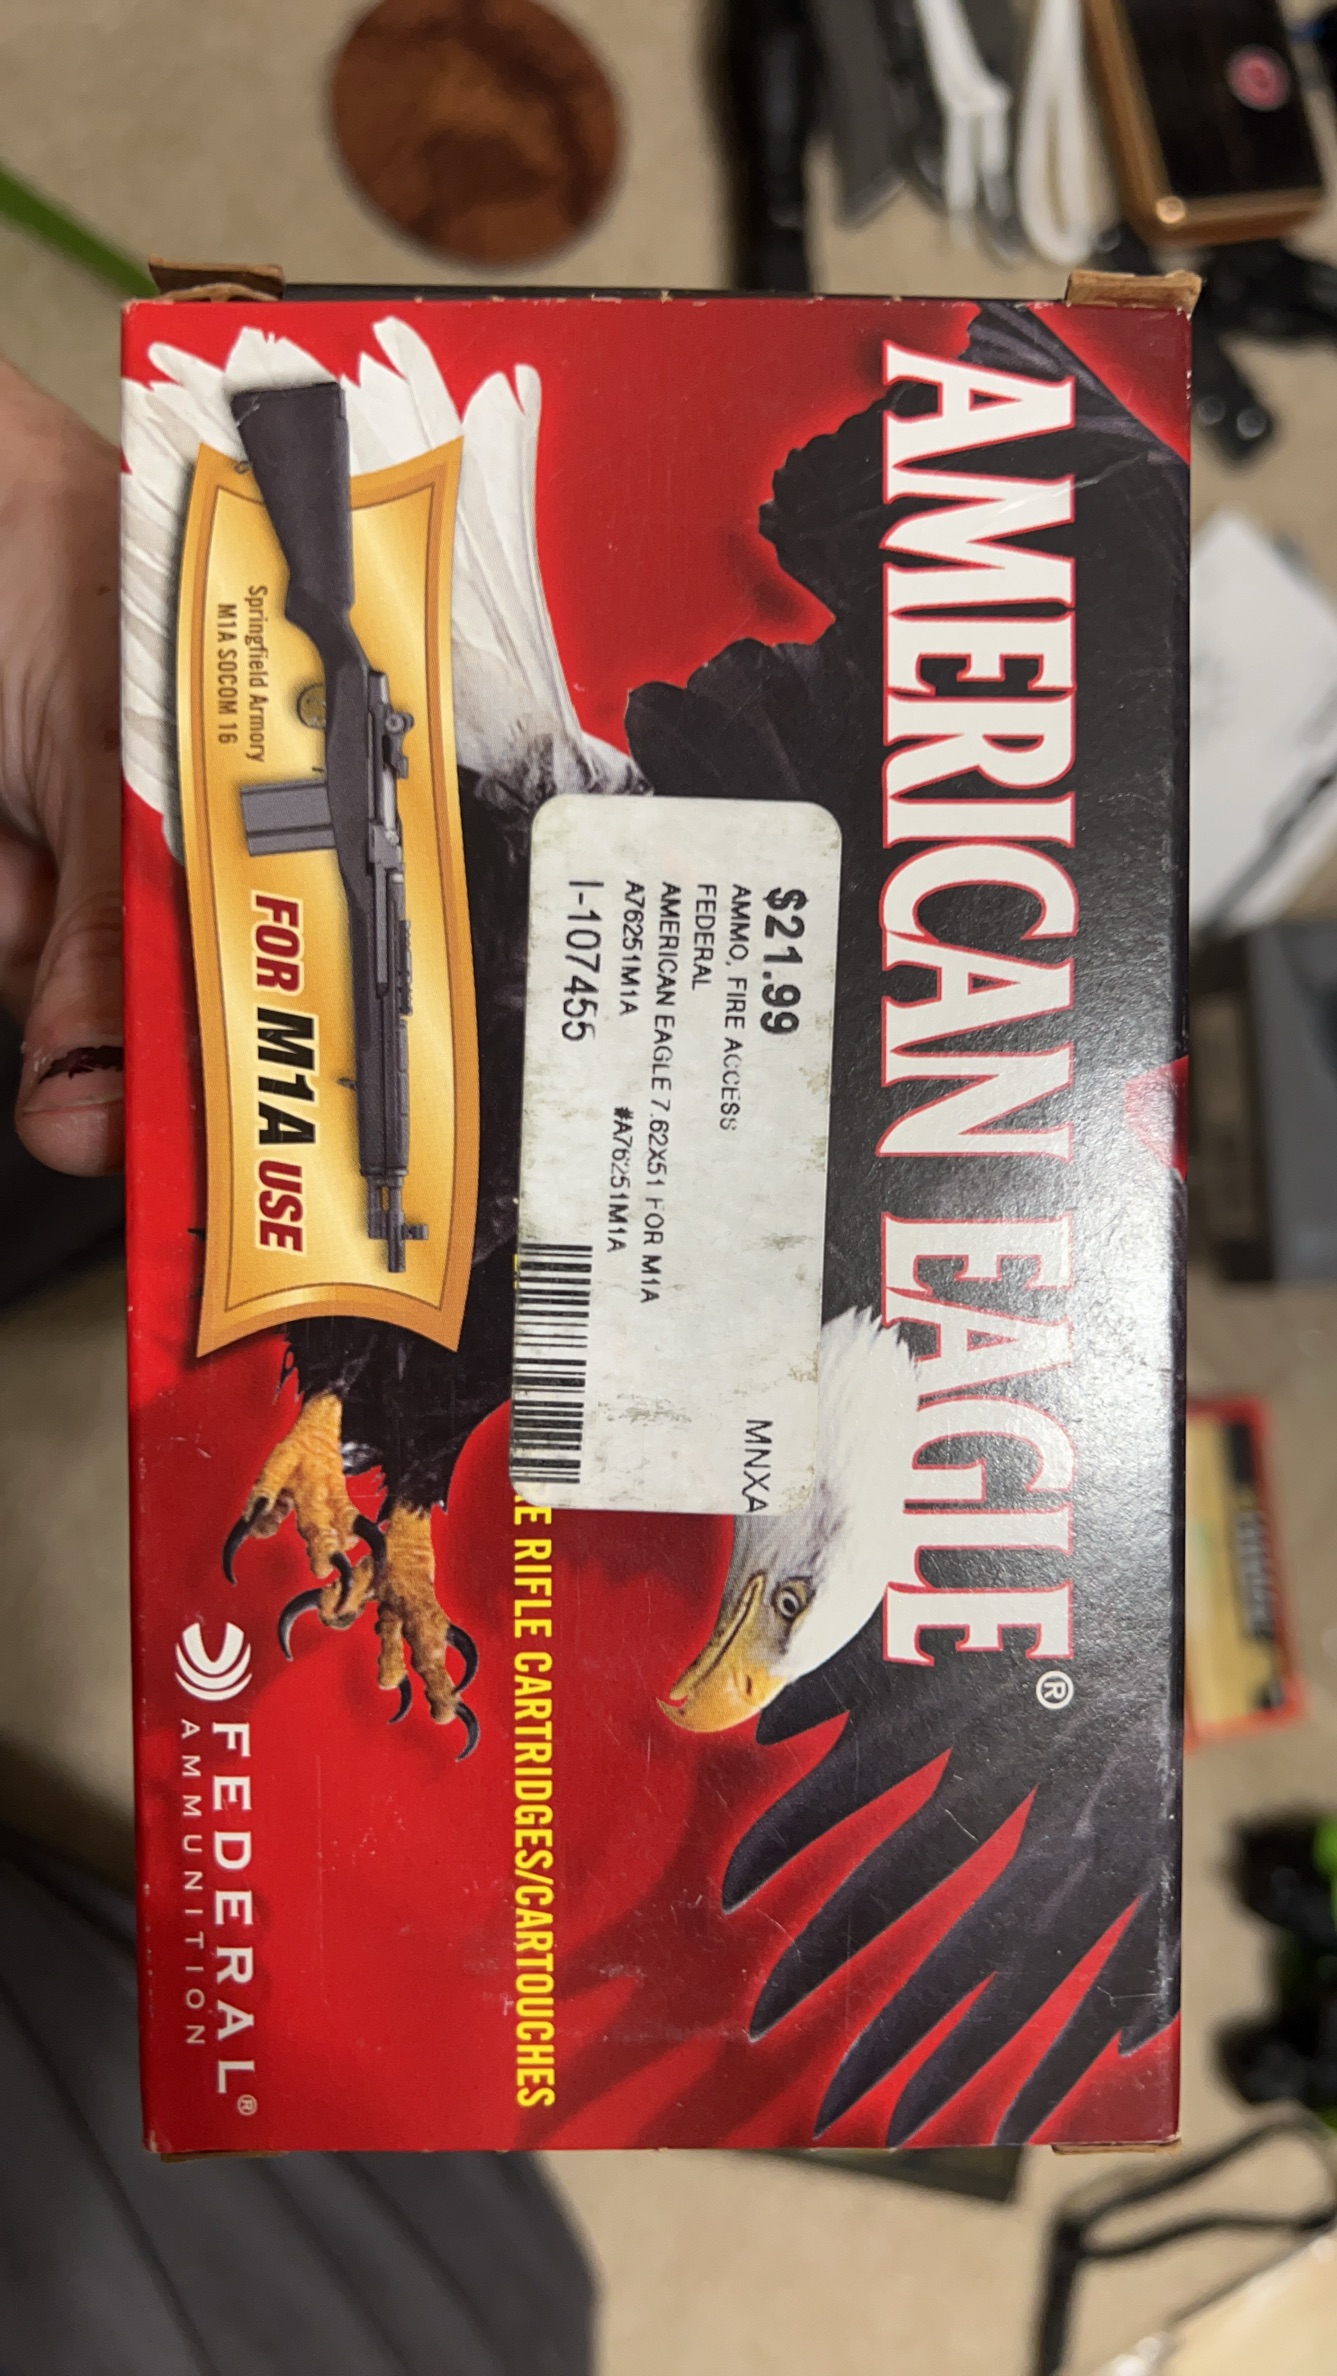 AMERICAN EAGLE®
$21.99
AMMO, FIRE ACCESS MNXA
FEDERAL
AMERICAN EAGLE 7.62X51 FOR M1A
A76251M1A #A76251M1A
I-107455
RIFLE CARTRIDGES/CARTOUCHES
Springfield Armory
M1A SOCOM 16
FOR M1A USE
FEDERAL®
AMMUNITION